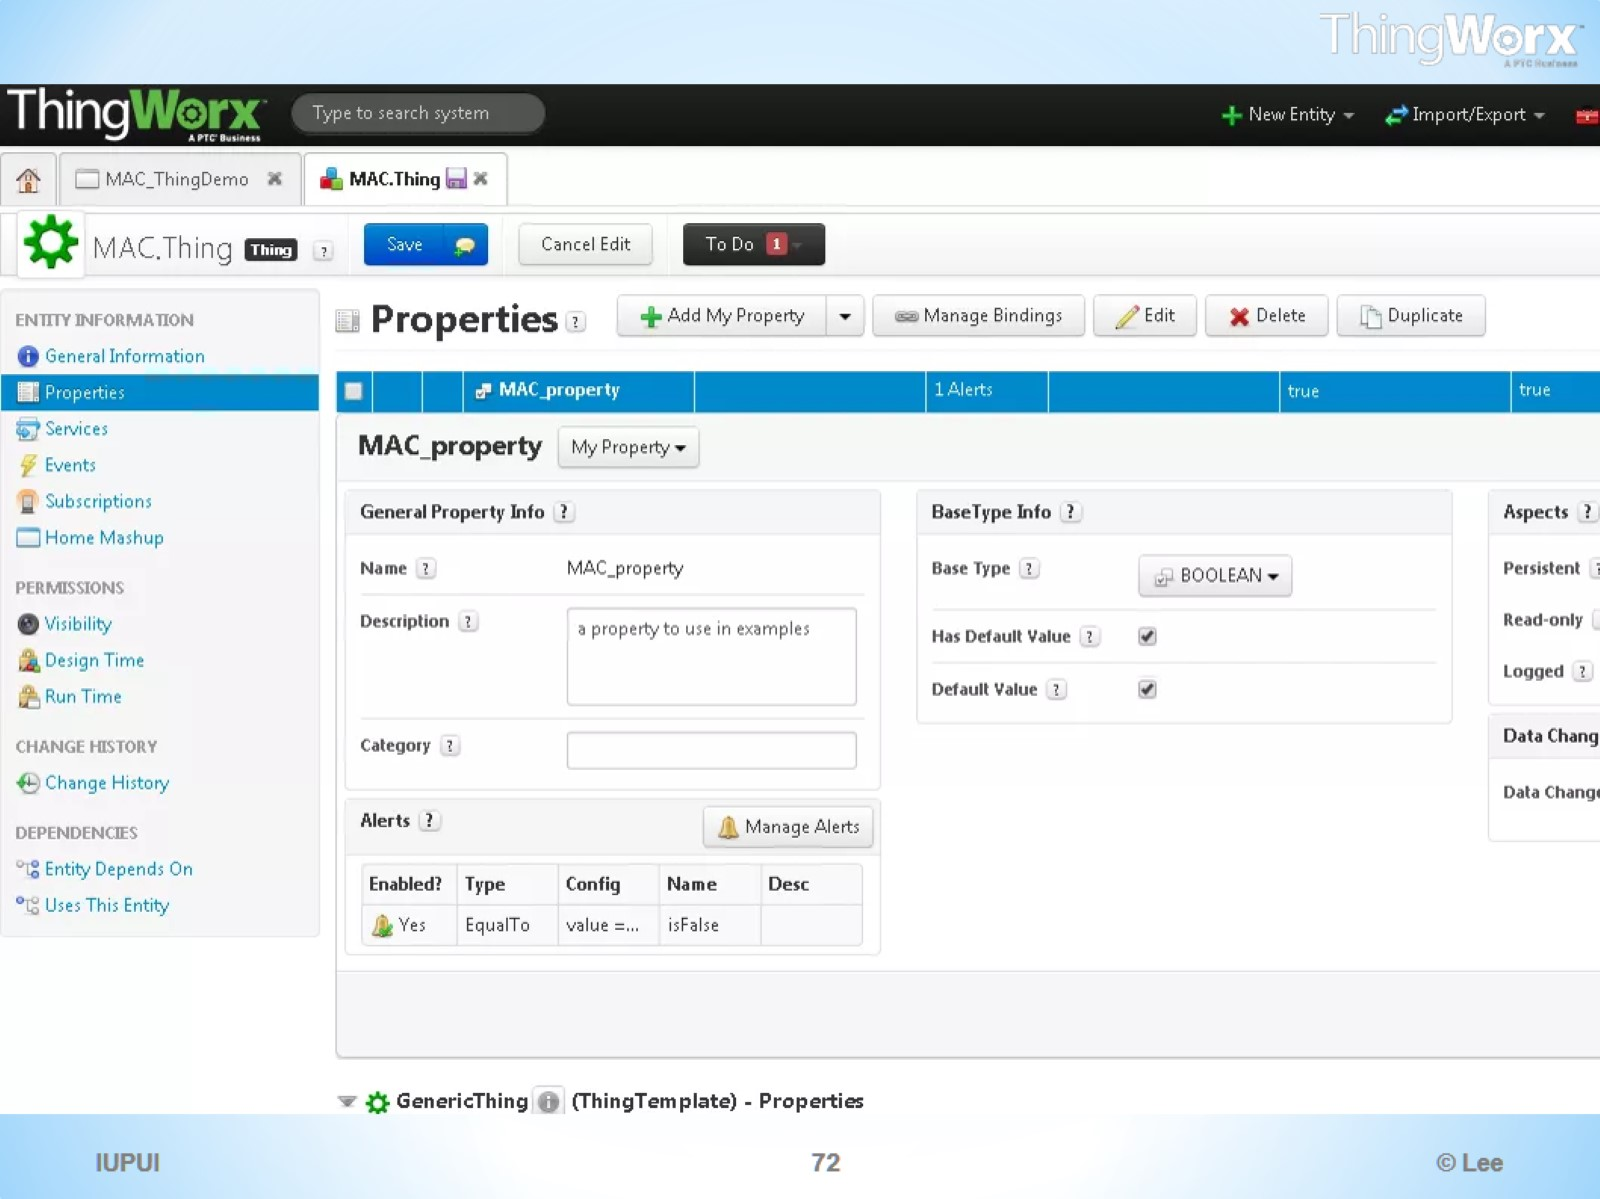 ThingWorx
A PTC Business
ThingWorx
A PTC Business
Type to search system
New Entity
Import/Export
MAC_ThingDemo
MAC.Thing
MAC.Thing Thing ?
Save
Cancel Edit
To Do 1
ENTITY INFORMATION
General Information
Properties
Services
Events
Subscriptions
Home Mashup
PERMISSIONS
Visibility
Design Time
Run Time
CHANGE HISTORY
Change History
DEPENDENCIES
Entity Depends On
Uses This Entity
Properties ?
Add My Property
Manage Bindings
Edit
Delete
Duplicate
MAC_property 1 Alerts true true
MAC_property My Property
General Property Info ?
Name ? MAC_property
Description ? a property to use in examples
Category ?
Alerts ? Manage Alerts
Enabled? Type Config Name Desc
Yes EqualTo value =... isFalse
BaseType Info ?
Base Type ? BOOLEAN
Has Default Value ?
Default Value ?
Aspects ?
Persistent ?
Read-only
Logged ?
Data Chang
Data Change
GenericThing (ThingTemplate) - Properties
IUPUI
72
© Lee